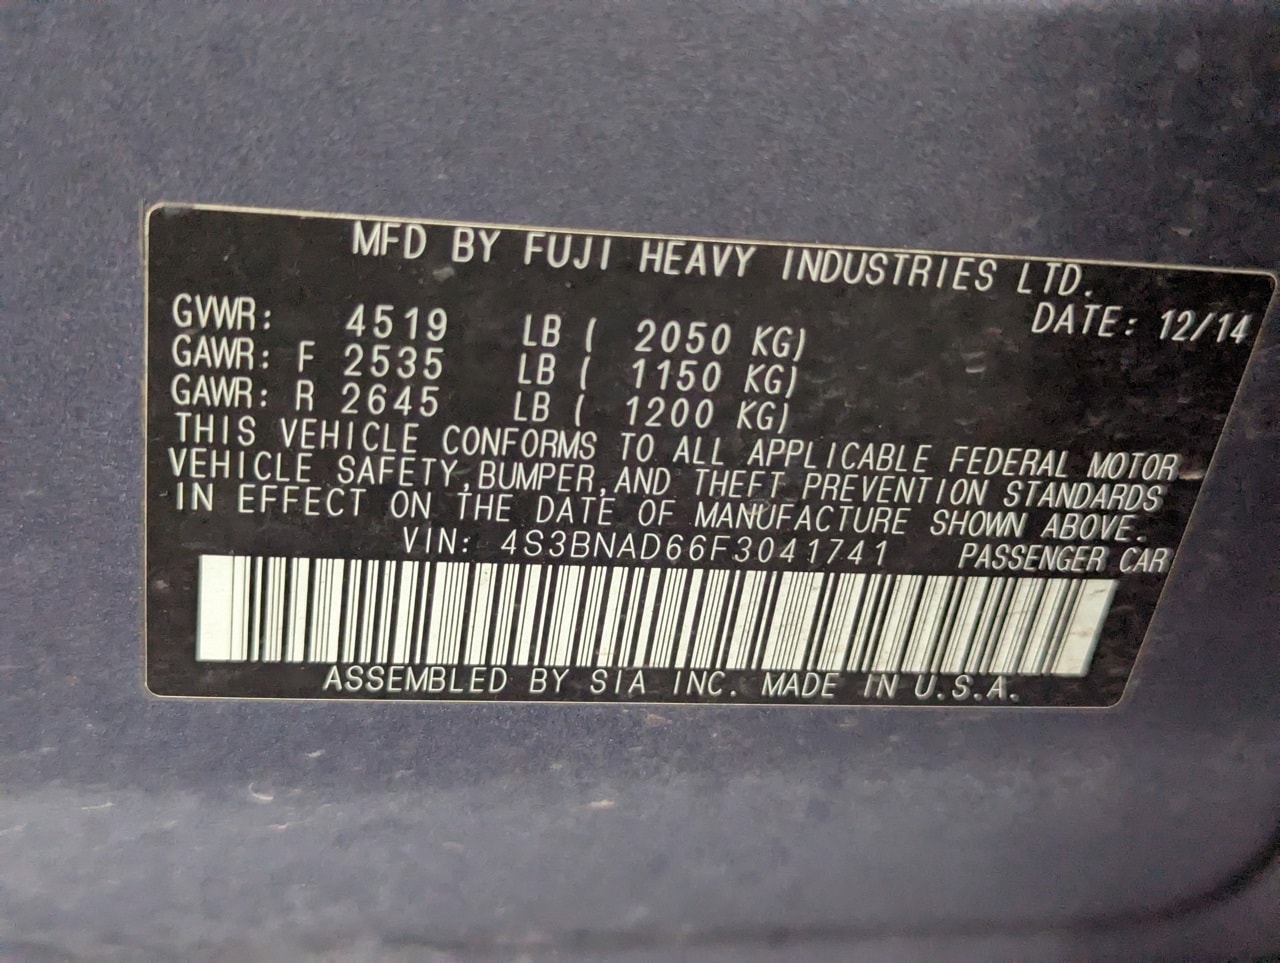 MFD BY FUJI HEAVY INDUSTRIES LTD.
DATE: 12/14
GVWR: 4519 LB ( 2050 KG)
GAWR: F 2535 LB ( 1150 KG)
GAWR: R 2645 LB ( 1200 KG)
THIS VEHICLE CONFORMS TO ALL APPLICABLE FEDERAL MOTOR
VEHICLE SAFETY,BUMPER,AND THEFT PREVENTION STANDARDS
IN EFFECT ON THE DATE OF MANUFACTURE SHOWN ABOVE.
VIN: 4S3BNAD66F3041741 PASSENGER CAR
ASSEMBLED BY SIA INC. MADE IN U.S.A.